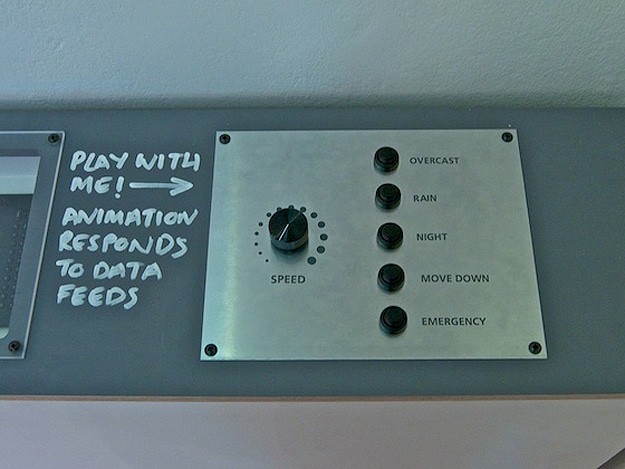 PLAY WITH
ME! →
ANIMATION
RESPONDS
TO DATA
FEEDS
SPEED
OVERCAST
RAIN
NIGHT
MOVE DOWN
EMERGENCY